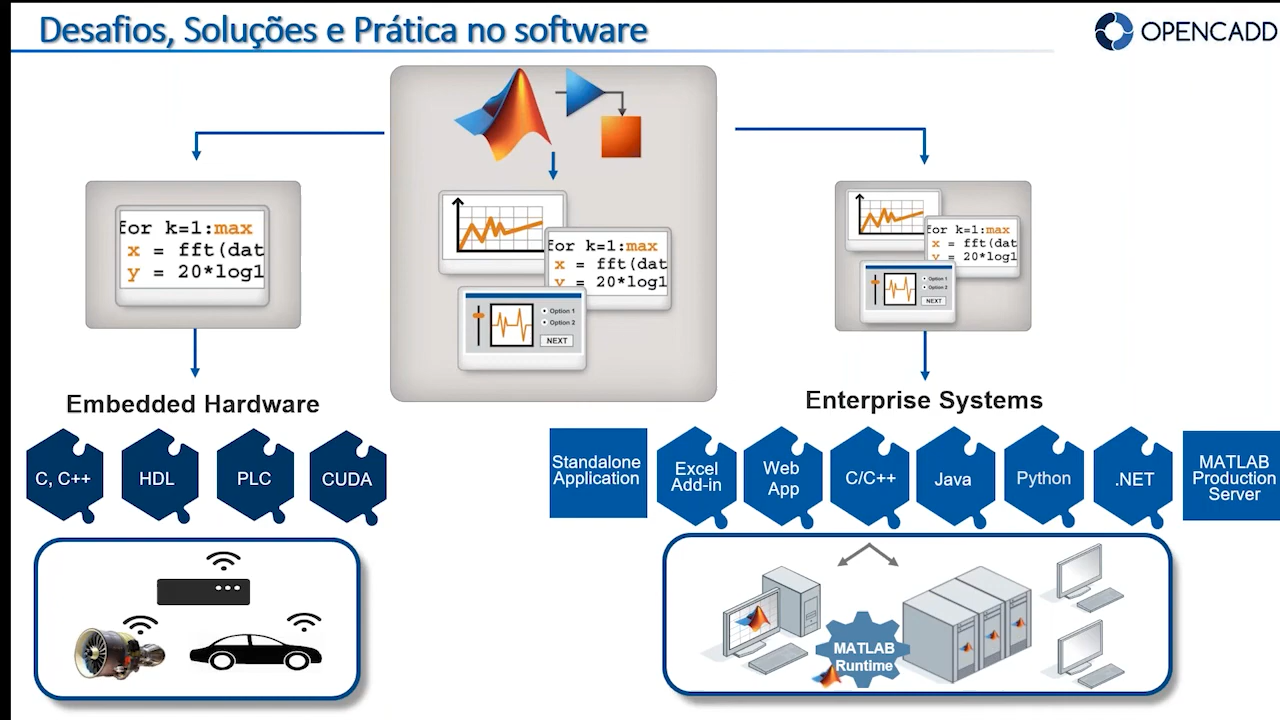 Desafios, Soluções e Prática no software
OPENCADD
for k=1:max
x = fft(dat
y = 20*log1
for k=1:max
x = fft(dat
y = 20*log1
Option 1
Option 2
NEXT
for k=1:max
x = fft(dat
y = 20*log1
Option 1
Option 2
NEXT
Embedded Hardware
Enterprise Systems
C, C++
HDL
PLC
CUDA
Standalone
Application
Excel
Add-in
Web
App
C/C++
Java
Python
.NET
MATLAB
Production
Server
MATLAB
Runtime